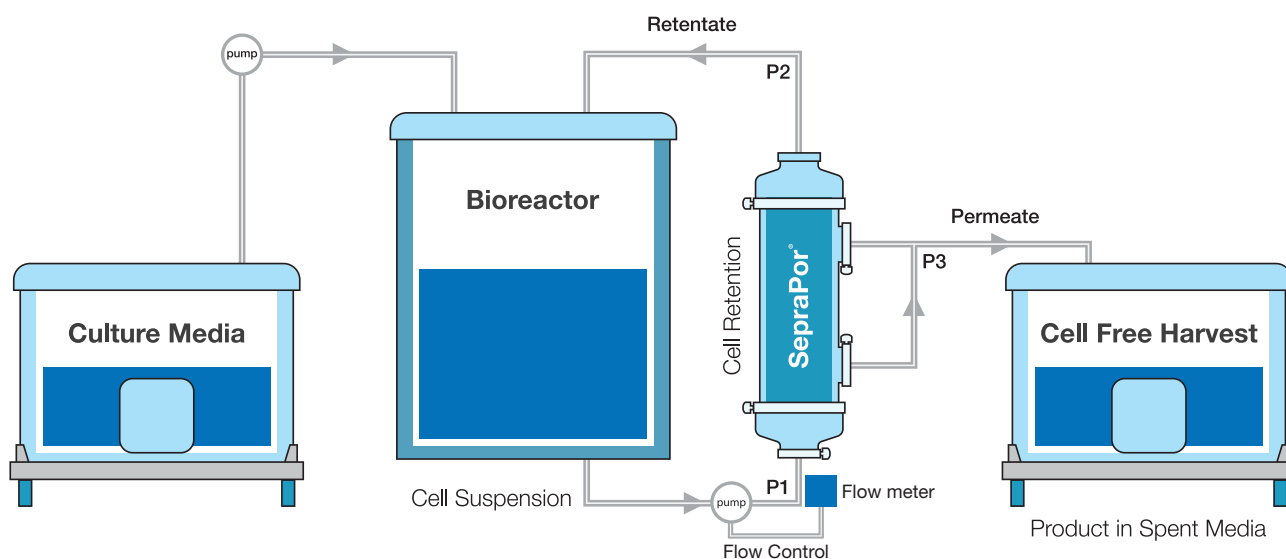 Retentate
pump
P2
Bioreactor
Permeate
Cell Retention
SepraPor®
P3
Culture Media
Cell Free Harvest
Cell Suspension
pump
P1
Flow meter
Flow Control
Product in Spent Media